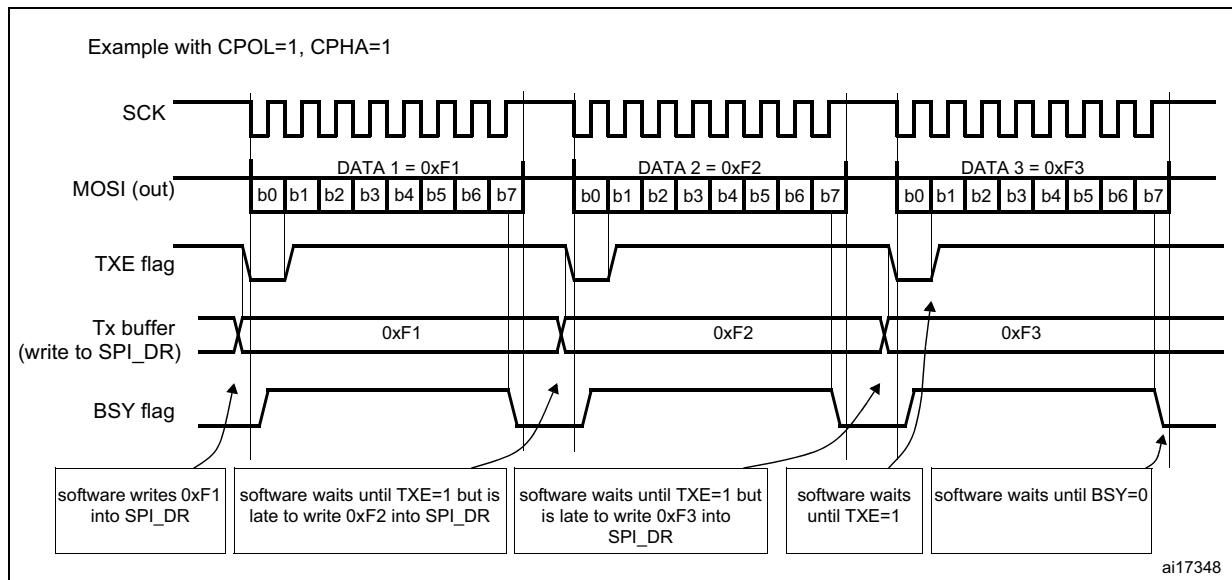 Example with CPOL=1, CPHA=1
SCK
DATA 1 = 0xF1
DATA 2 = 0xF2
DATA 3 = 0xF3
MOSI (out)
b0 b1 b2 b3 b4 b5 b6 b7
b0 b1 b2 b3 b4 b5 b6 b7
b0 b1 b2 b3 b4 b5 b6 b7
TXE flag
Tx buffer
(write to SPI_DR)
0xF1
0xF2
0xF3
BSY flag
software writes 0xF1
into SPI_DR
software waits until TXE=1 but is
late to write 0xF2 into SPI_DR
software waits until TXE=1 but
is late to write 0xF3 into
SPI_DR
software waits
until TXE=1
software waits until BSY=0
ai17348